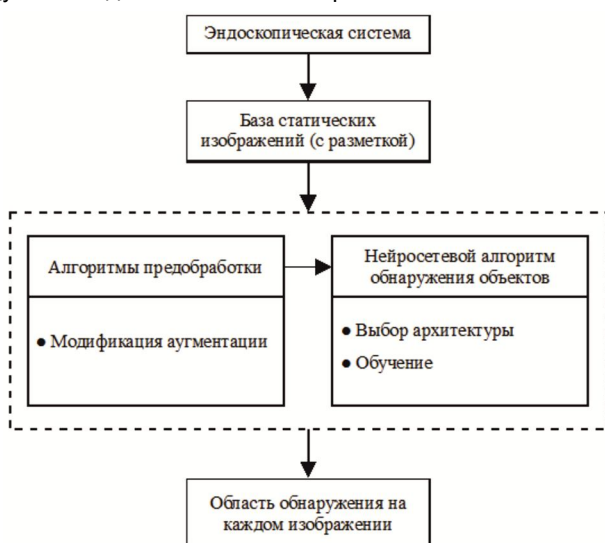 Эндоскопическая система
База статических
изображений (с разметкой)
Алгоритмы предобработки
● Модификация аугментации
Нейросетевой алгоритм
обнаружения объектов
● Выбор архитектуры
● Обучение
Область обнаружения на
каждом изображении